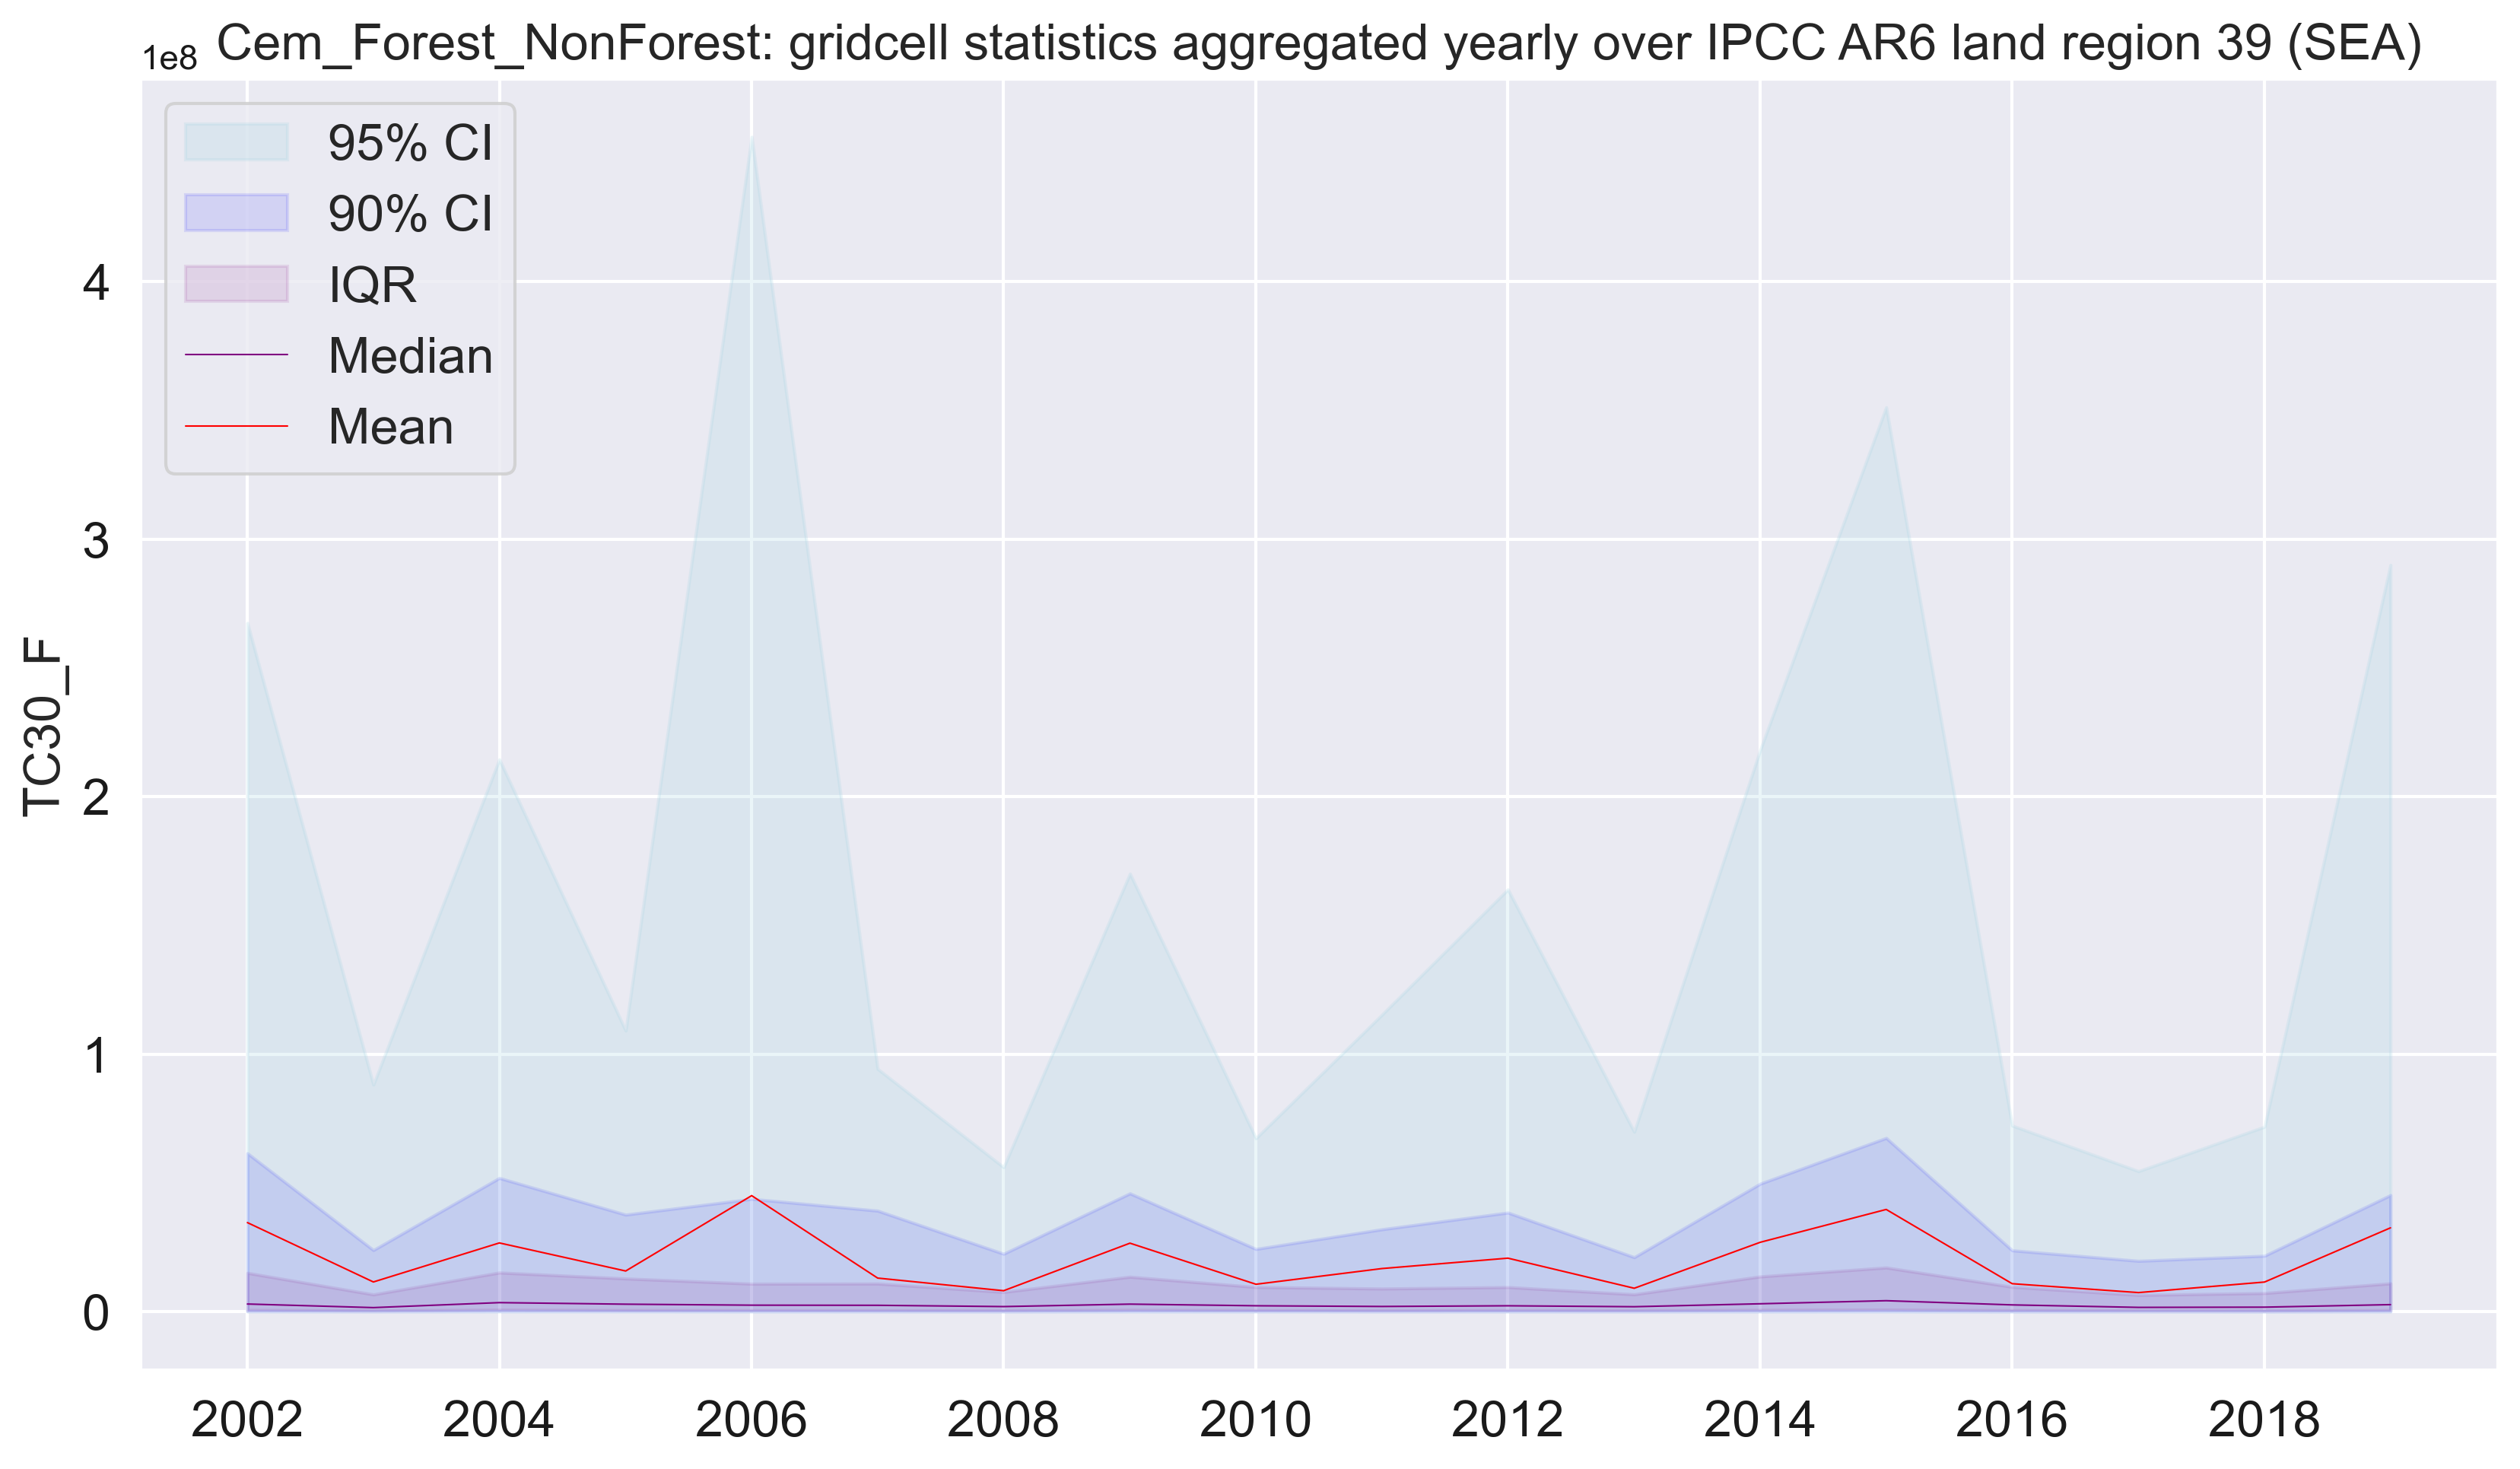 1e8 Cem_Forest_NonForest: gridcell statistics aggregated yearly over IPCC AR6 land region 39 (SEA)
95% CI
90% CI
IQR
Median
Mean
TC30_F
4
3
2
1
0
2002 2004 2006 2008 2010 2012 2014 2016 2018